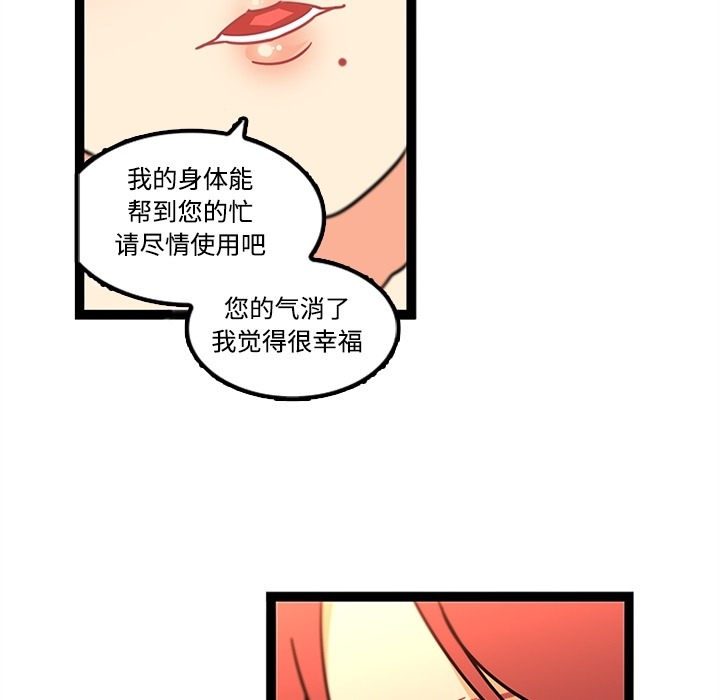 我的身体能
帮到您的忙
请尽情使用吧
您的气消了
我觉得很幸福